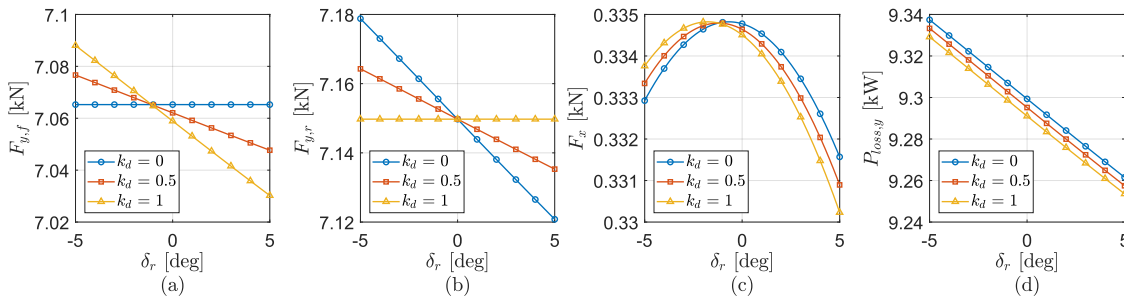 7.1
7.08
7.06
7.04
7.02
F_{y,f} [kN]
k_d = 0
k_d = 0.5
k_d = 1
-5 0 5
δ_r [deg]
(a)
7.18
7.16
7.14
7.12
F_{y,r} [kN]
k_d = 0
k_d = 0.5
k_d = 1
-5 0 5
δ_r [deg]
(b)
0.335
0.334
0.333
0.332
0.331
0.33
F_x [kN]
k_d = 0
k_d = 0.5
k_d = 1
-5 0 5
δ_r [deg]
(c)
9.34
9.32
9.3
9.28
9.26
9.24
P_{loss,y} [kW]
k_d = 0
k_d = 0.5
k_d = 1
-5 0 5
δ_r [deg]
(d)